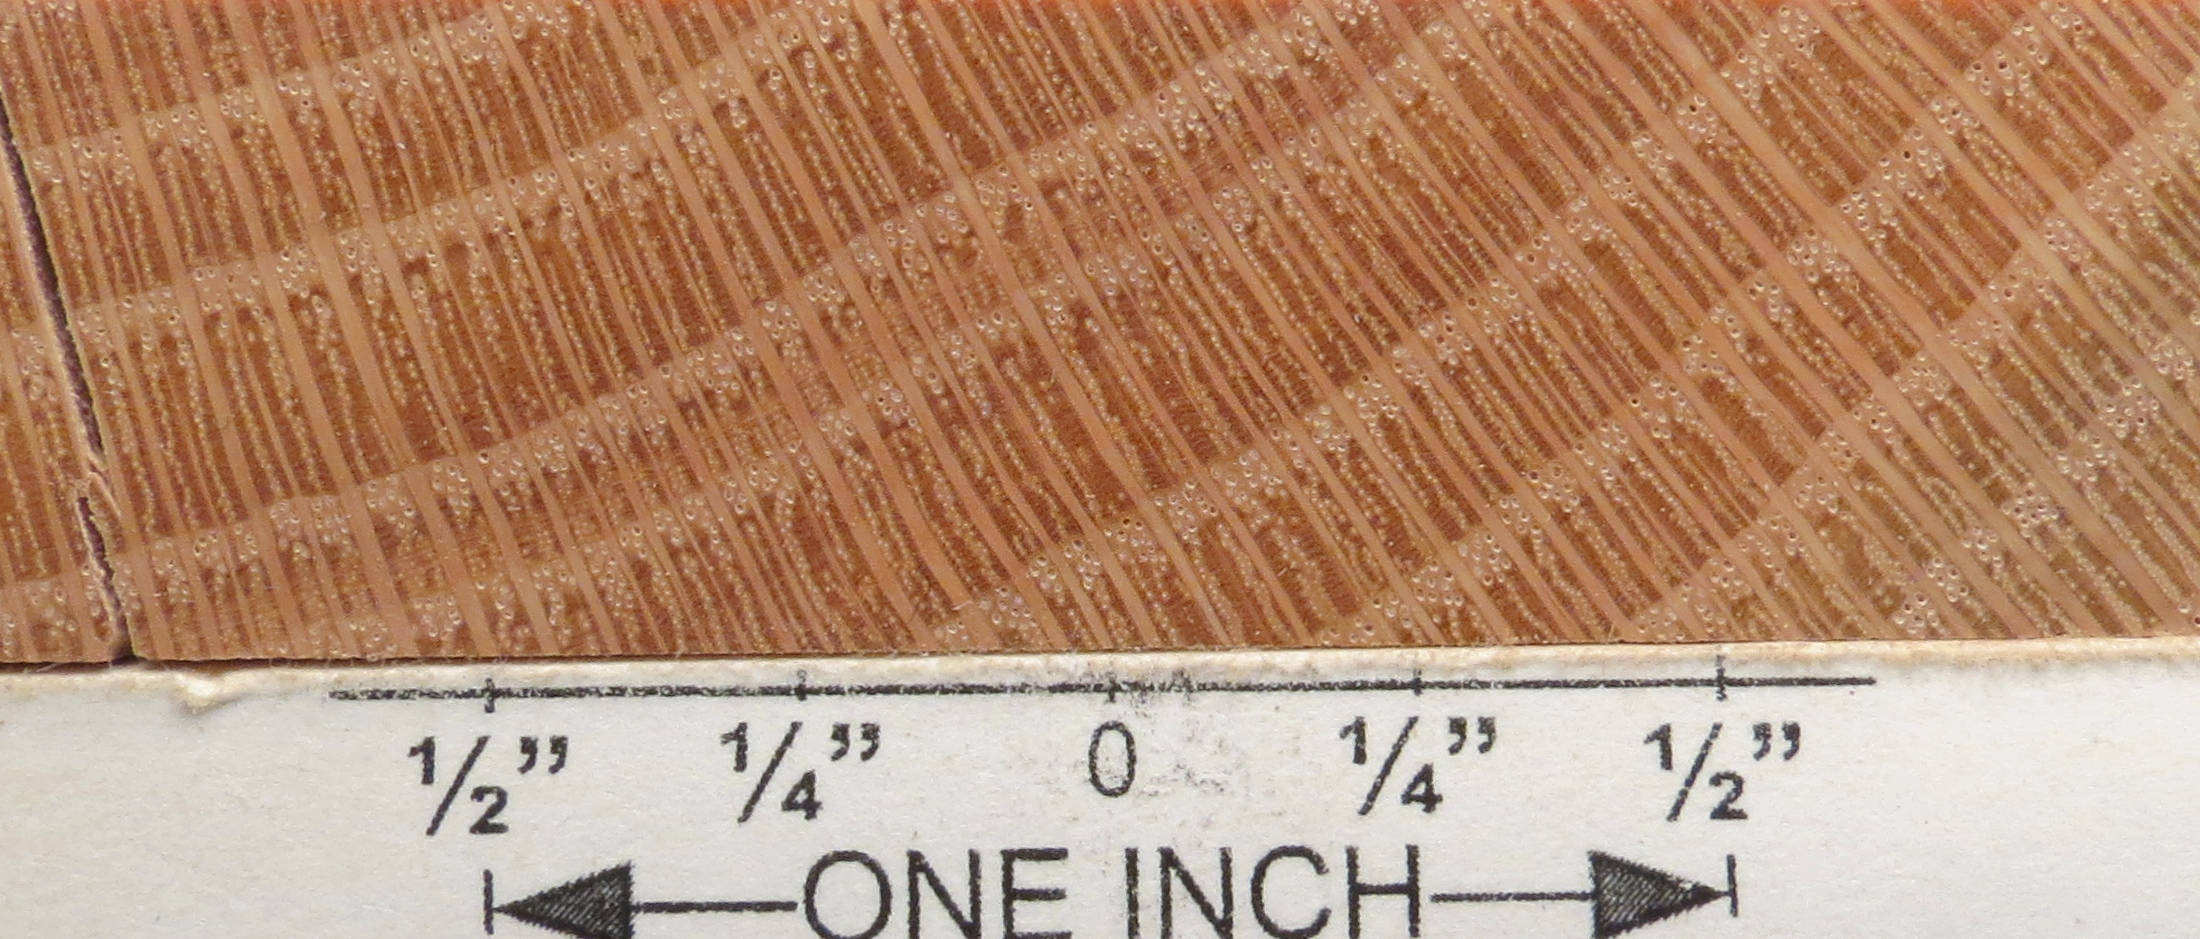 1/2” 1/4” 0 1/4” 1/2”
ONE INCH